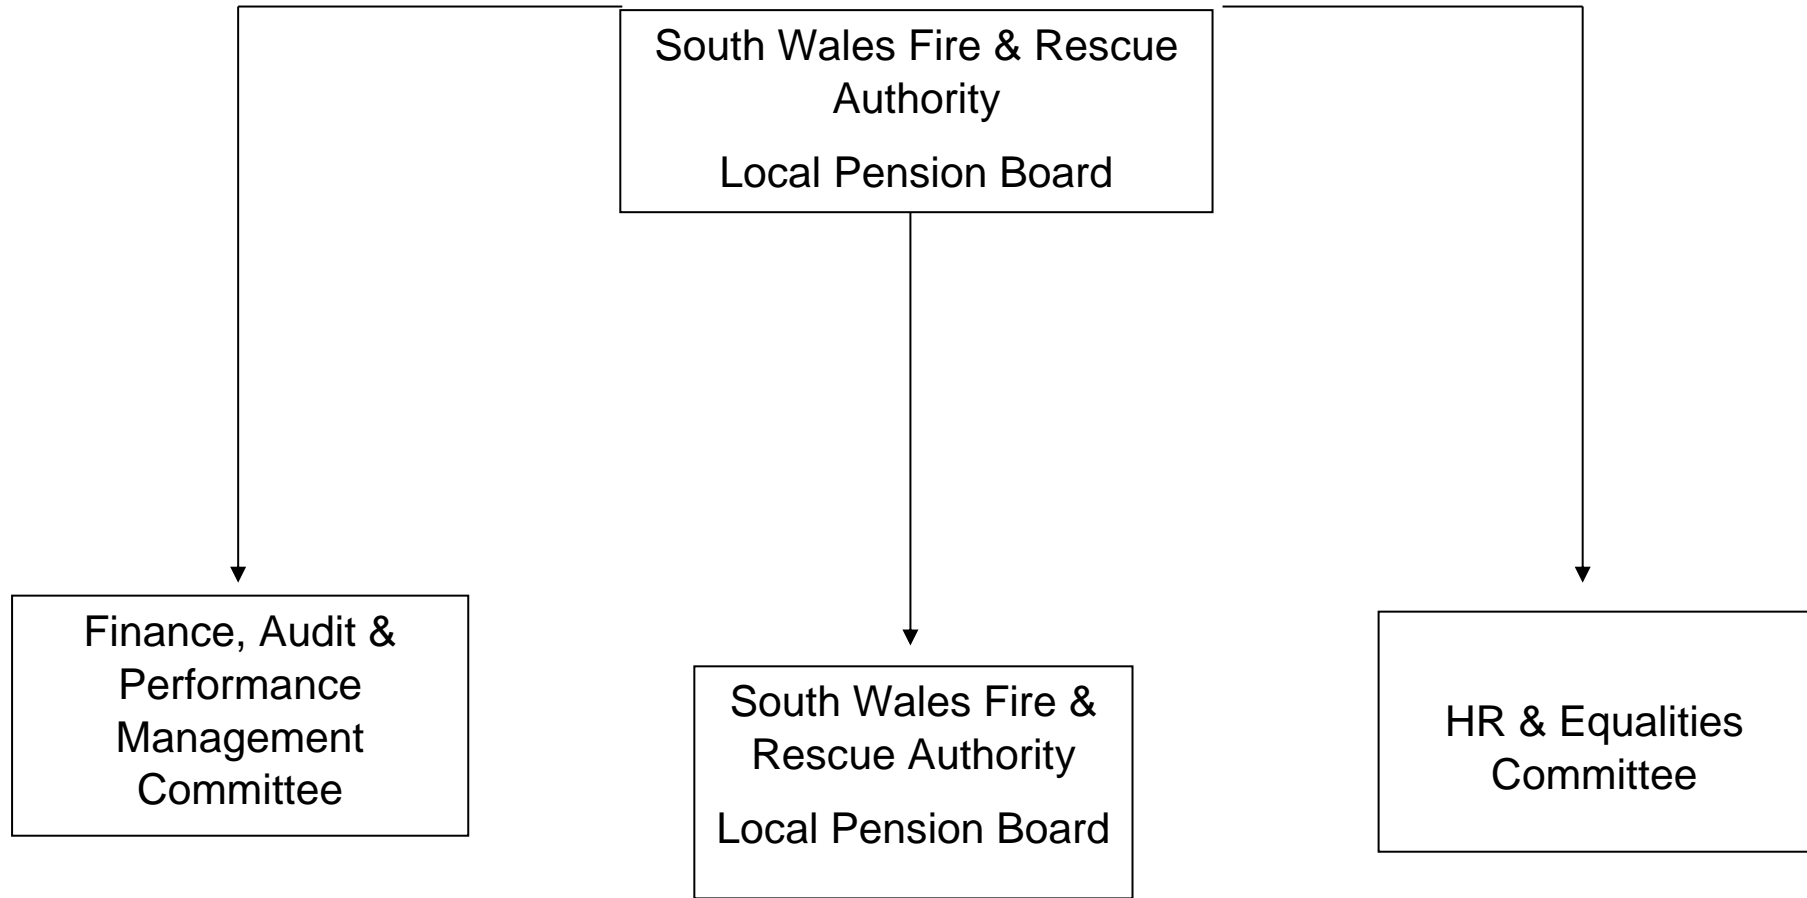 South Wales Fire & Rescue
Authority
Local Pension Board
Finance, Audit &
Performance
Management
Committee
South Wales Fire &
Rescue Authority
Local Pension Board
HR & Equalities
Committee